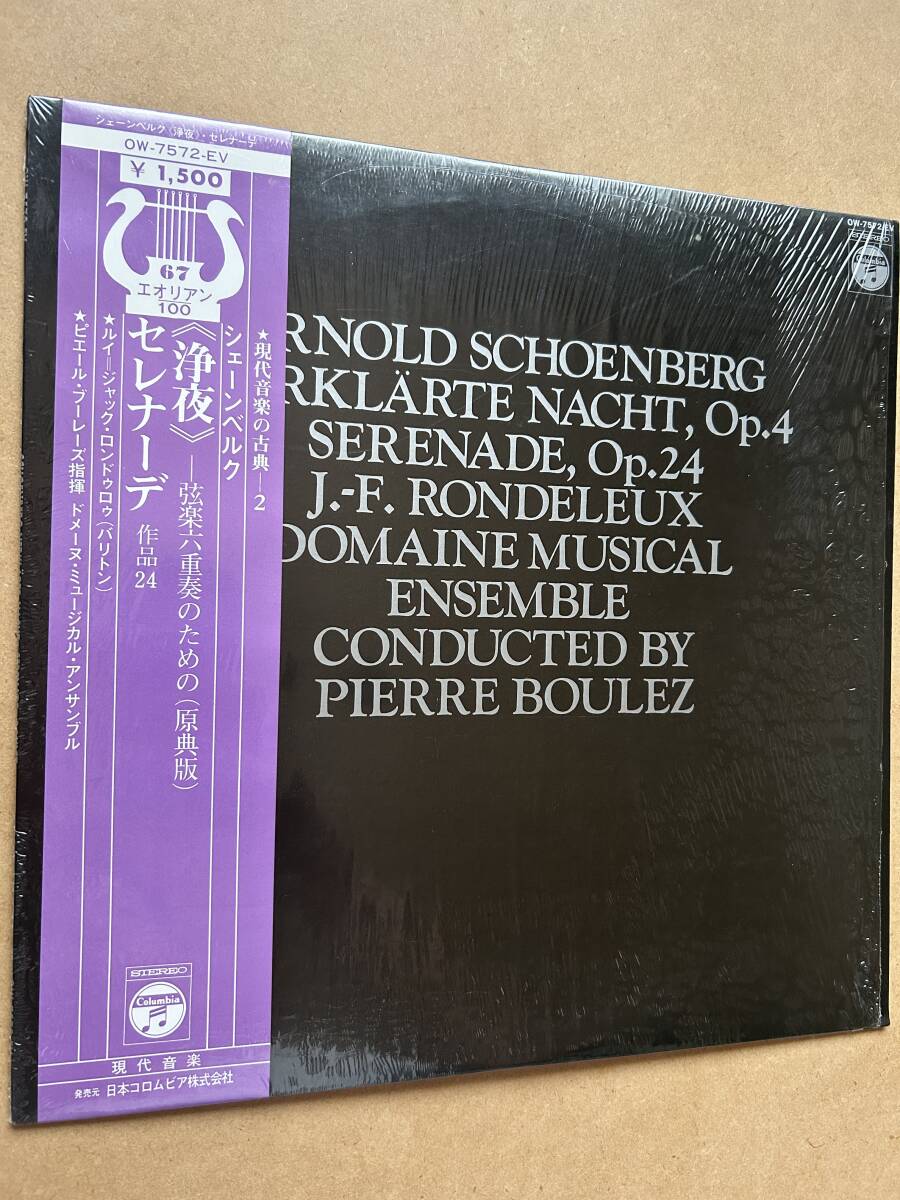 シェーンベルク《浄夜》・セレナーデ
OW-7572-EV
¥ 1,500
67
エオリアン
100
★現代音楽の古典—2
シェーンベルク
《浄夜》—弦楽六重奏のための(原典版)
セレナーデ 作品24
★ルイ=ジャック・ロンドゥロゥ(バリトン)
★ピエール・ブーレーズ指揮 ドメーヌ・ミュージカル・アンサンブル
STEREO
Columbia
現代音楽
発売元 日本コロムビア株式会社
OW-7572-EV
STEREO
RNOLD SCHOENBERG
RKLÄRTE NACHT, Op.4
SERENADE, Op.24
J.-F. RONDELEUX
DOMAINE MUSICAL
ENSEMBLE
CONDUCTED BY
PIERRE BOULEZ